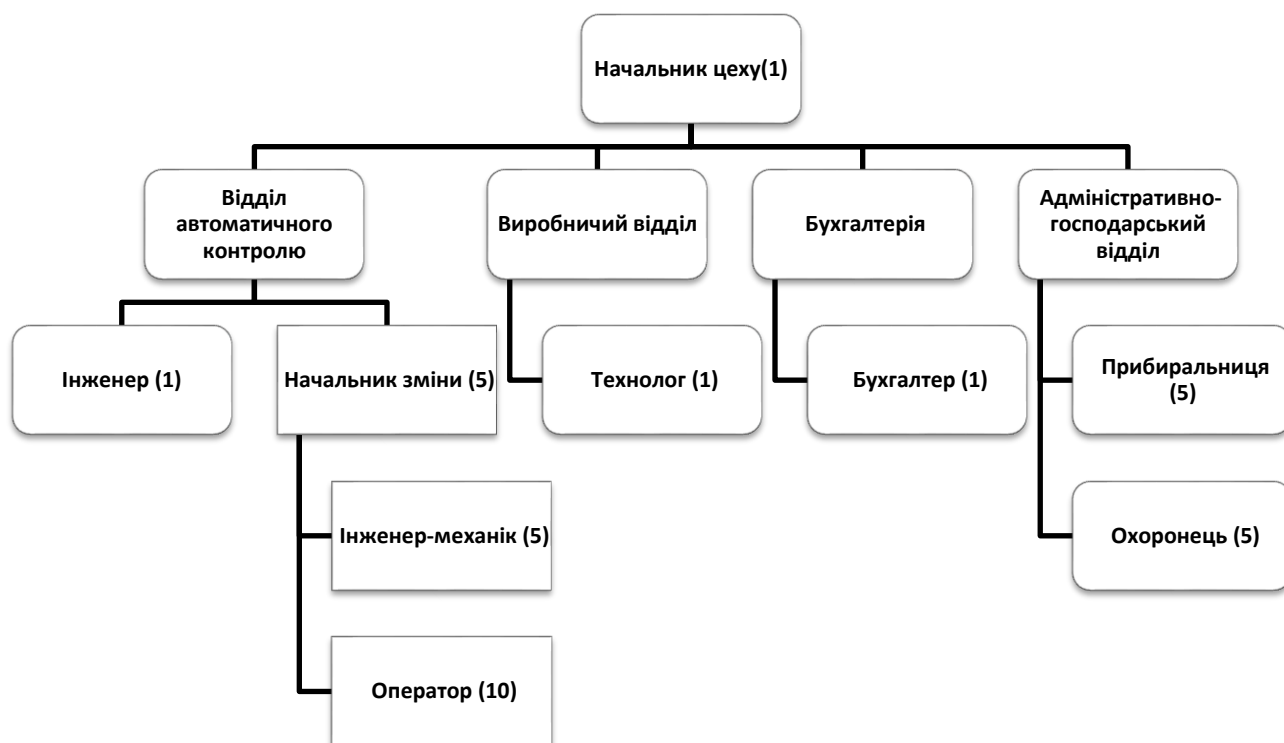 Начальник цеху(1)
Відділ
автоматичного
контролю
Виробничий відділ
Бухгалтерія
Адміністративно-
господарський
відділ
Інженер (1)
Начальник зміни (5)
Технолог (1)
Бухгалтер (1)
Прибиральниця
(5)
Інженер-механік (5)
Охоронець (5)
Оператор (10)